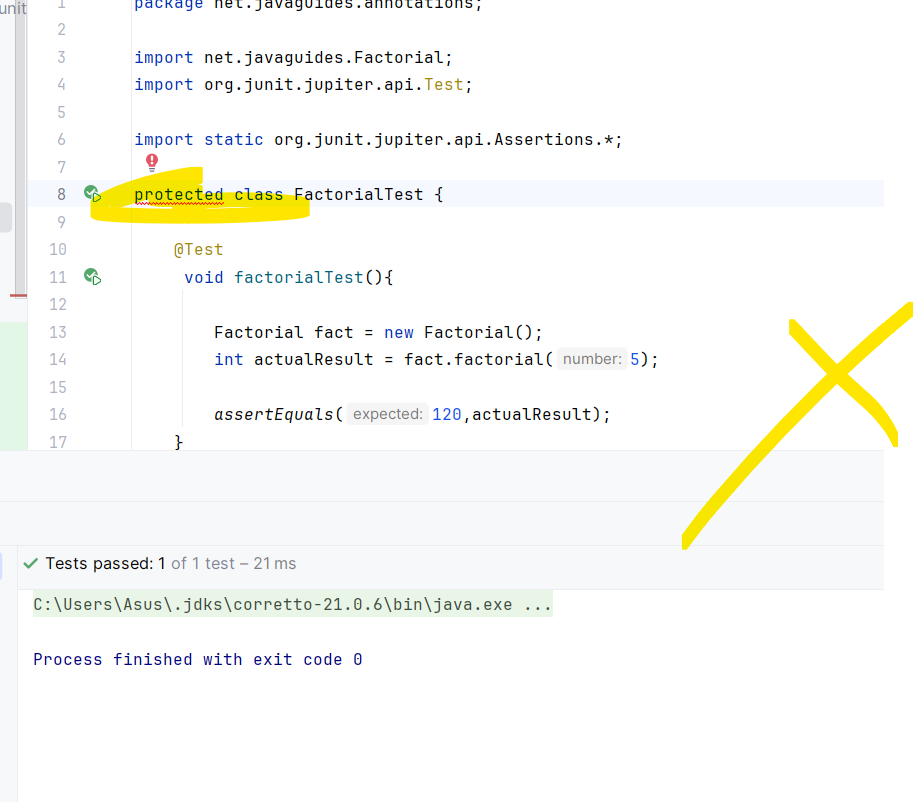 unit
1 package net.javaguides.annotations;
2
3 import net.javaguides.Factorial;
4 import org.junit.jupiter.api.Test;
5
6 import static org.junit.jupiter.api.Assertions.*;
7
8 protected class FactorialTest {
9
10 @Test
11 void factorialTest(){
12
13 Factorial fact = new Factorial();
14 int actualResult = fact.factorial( number: 5);
15
16 assertEquals( expected: 120,actualResult);
17 }
Tests passed: 1 of 1 test – 21 ms
C:\Users\Asus\.jdks\corretto-21.0.6\bin\java.exe ...
Process finished with exit code 0